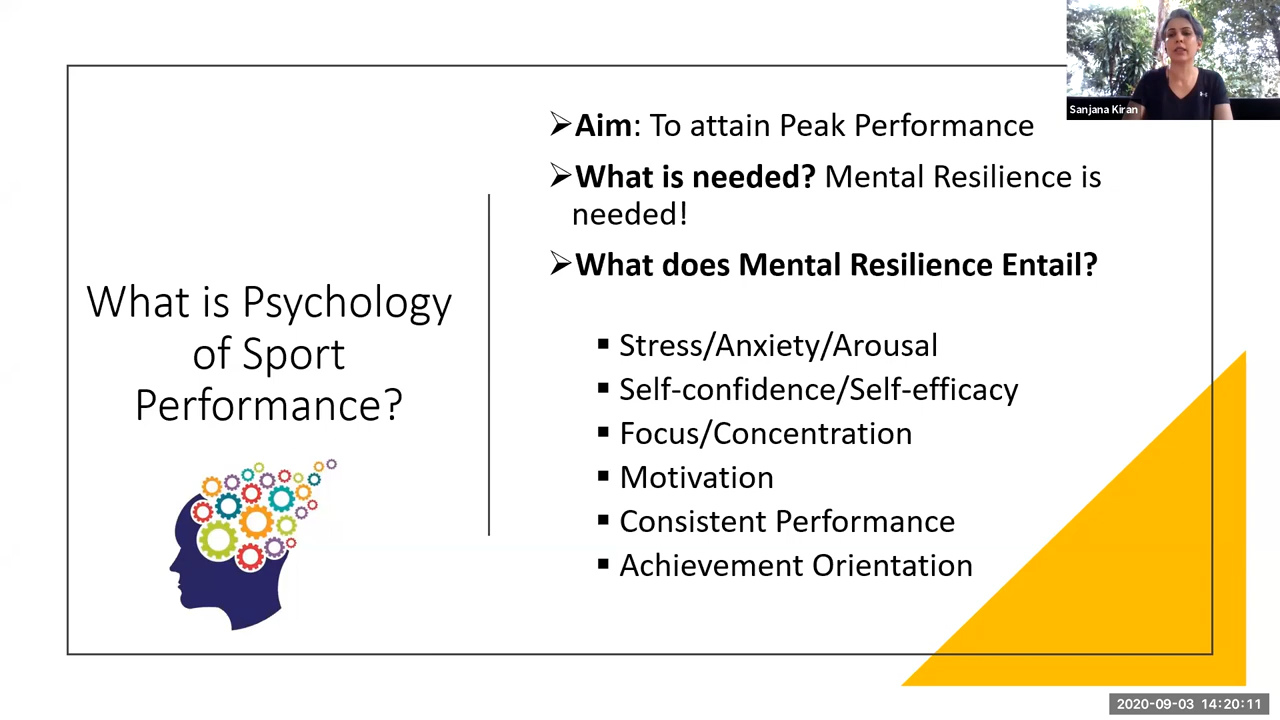 Sanjana Kiran
What is Psychology
of Sport
Performance?
➢Aim: To attain Peak Performance
➢What is needed? Mental Resilience is
needed!
➢What does Mental Resilience Entail?
▪ Stress/Anxiety/Arousal
▪ Self-confidence/Self-efficacy
▪ Focus/Concentration
▪ Motivation
▪ Consistent Performance
▪ Achievement Orientation
2020-09-03 14:20:11